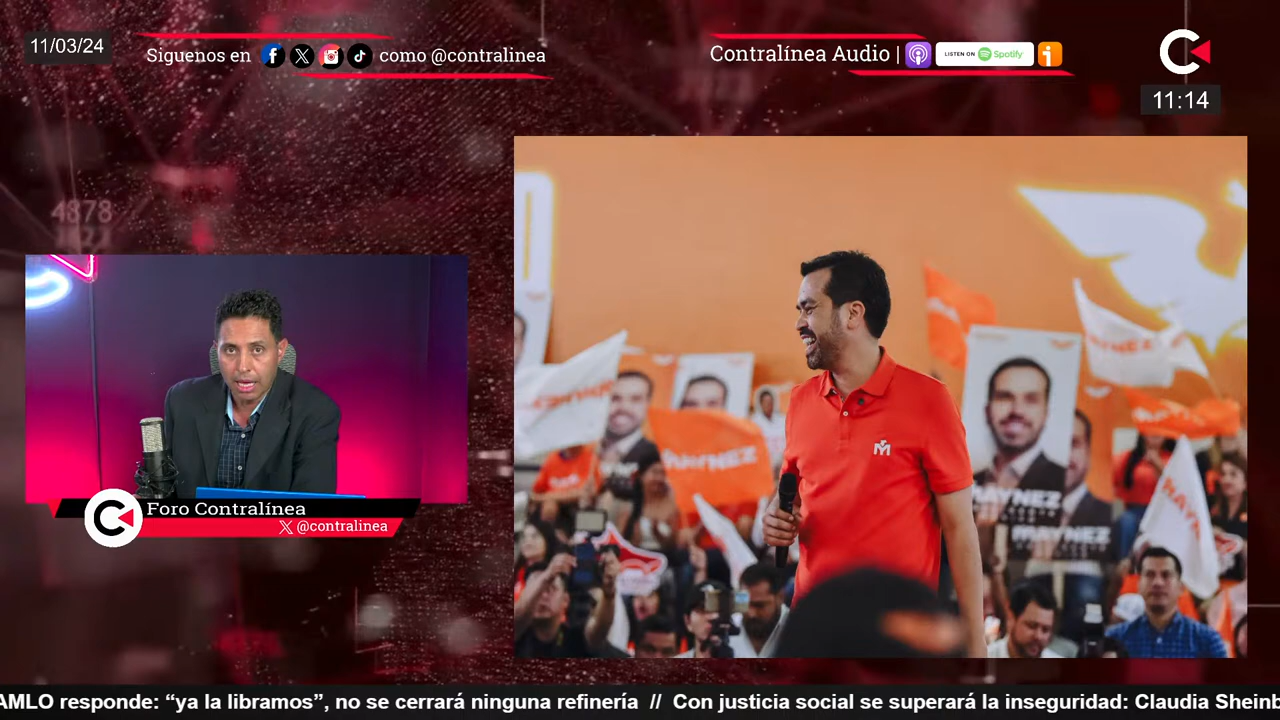 11/03/24
Siguenos en
como @contralinea
Contralínea Audio |
LISTEN ON Spotify
11:14
4878
MAYNEZ
MAYNEZ
MAYNEZ
Foro Contralínea
@contralinea
AMLO responde: “ya la libramos”, no se cerrará ninguna refinería // Con justicia social se superará la inseguridad: Claudia Sheinb